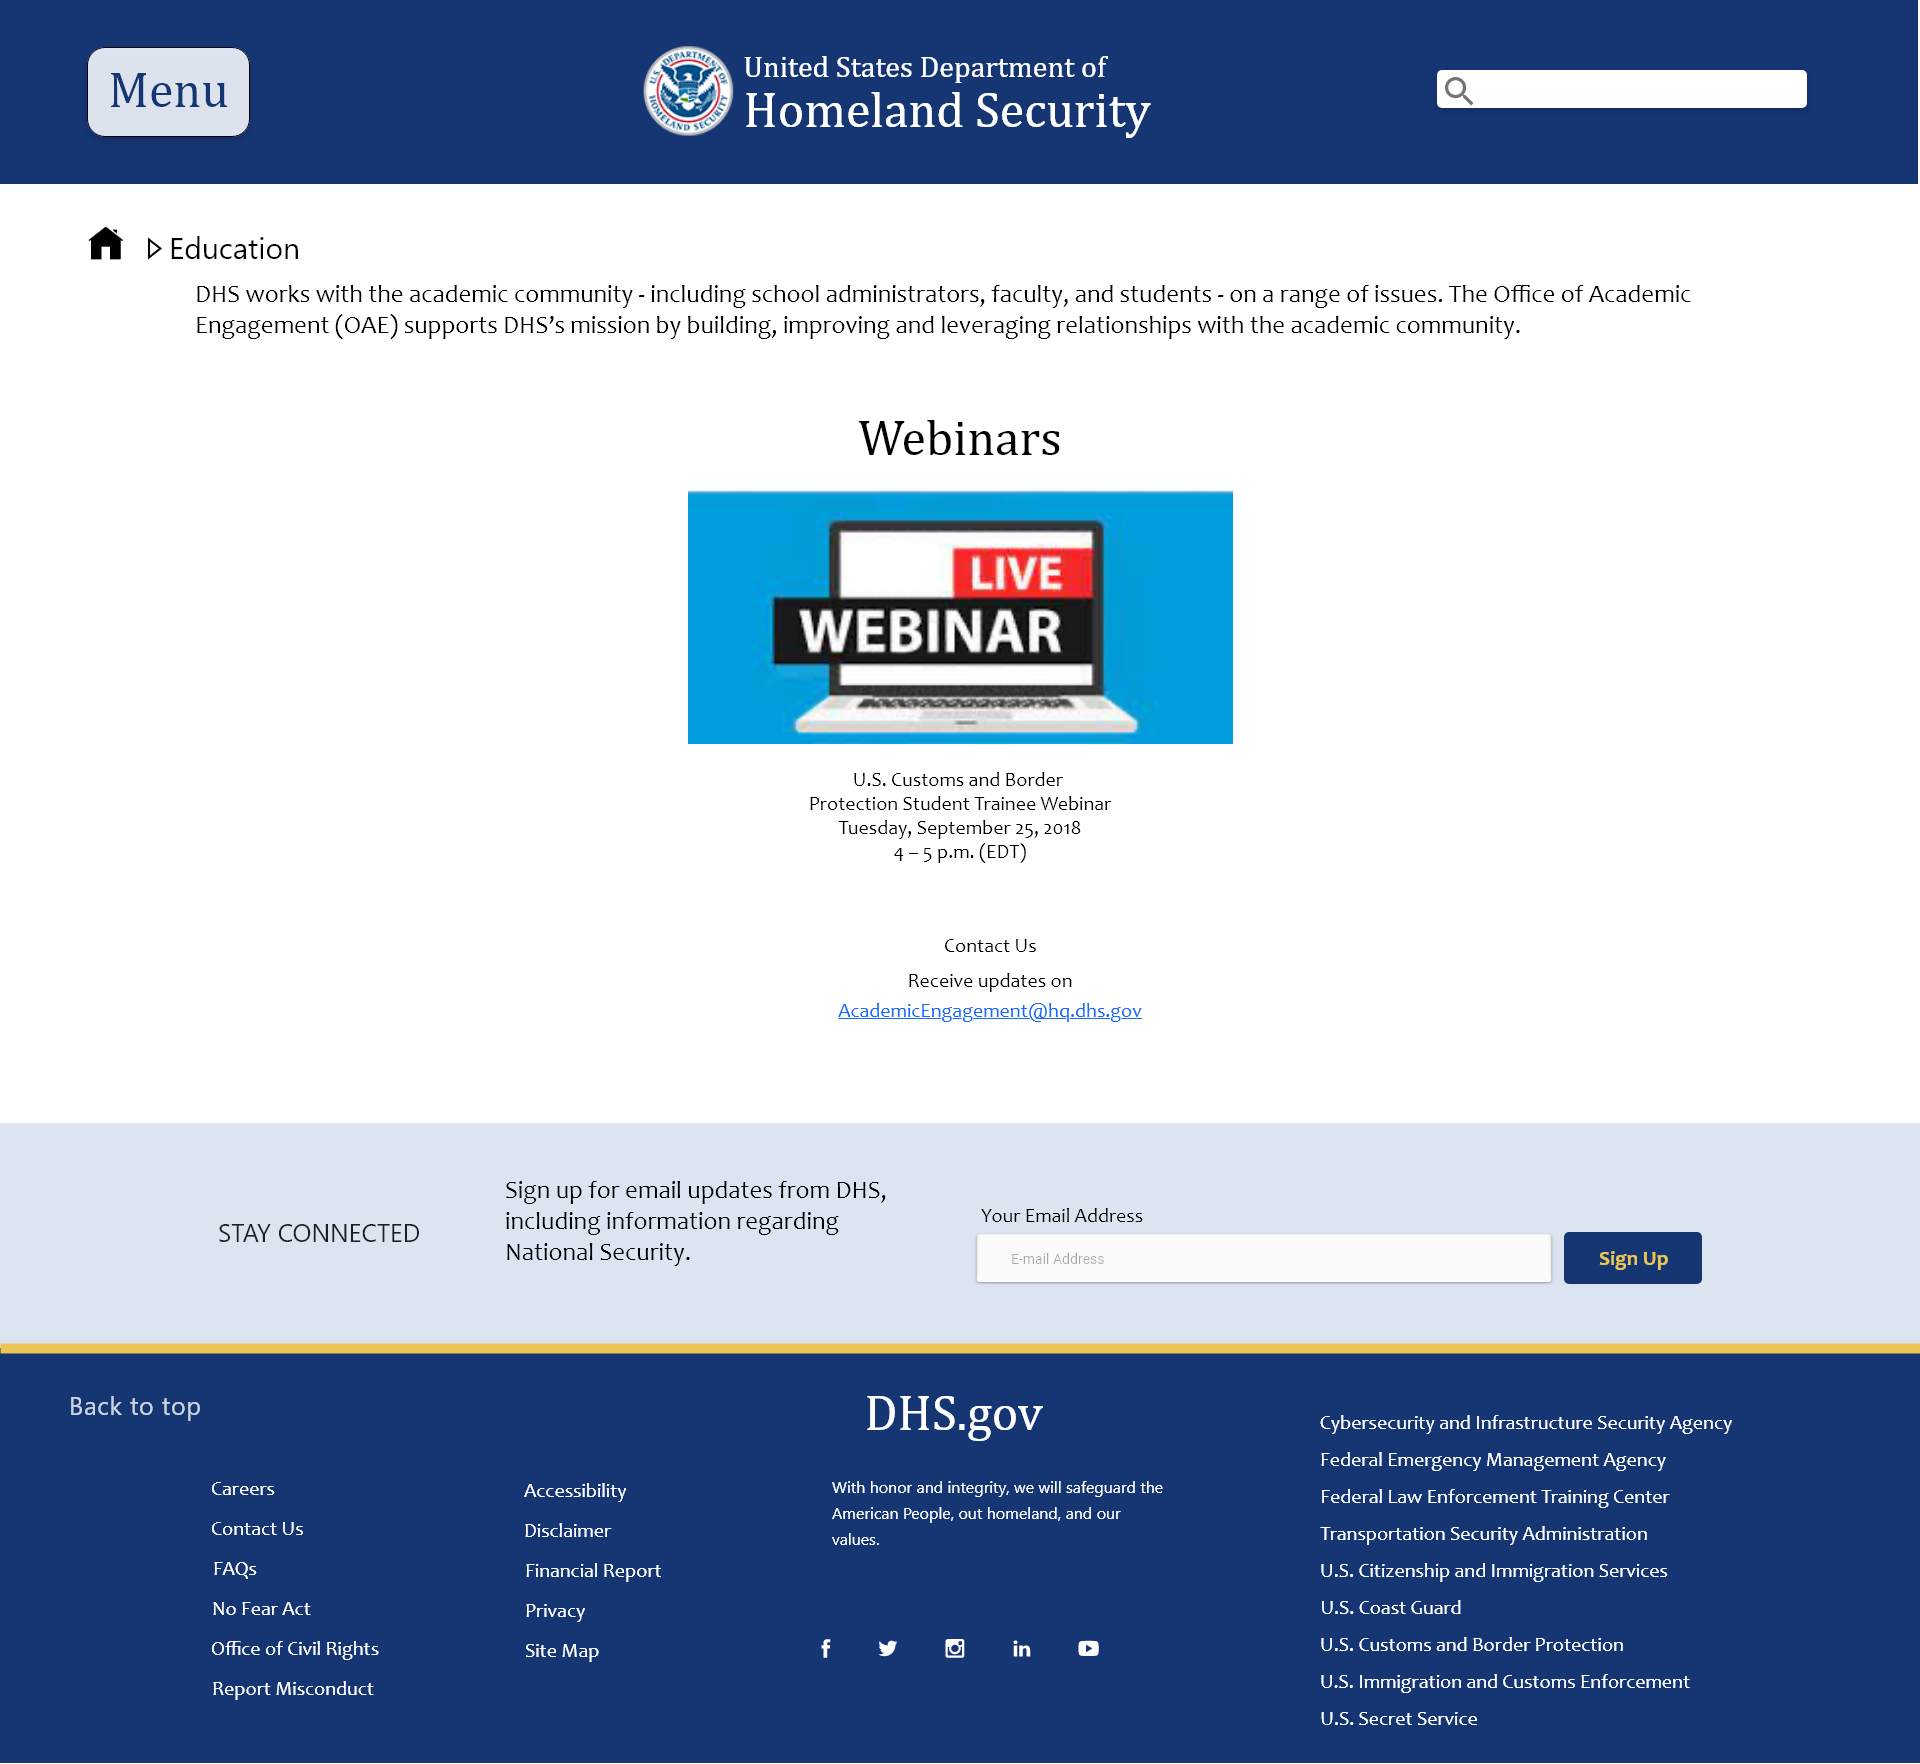 Menu
U.S. DEPARTMENT OF HOMELAND SECURITY
United States Department of
Homeland Security
Education
DHS works with the academic community - including school administrators, faculty, and students - on a range of issues. The Office of Academic
Engagement (OAE) supports DHS’s mission by building, improving and leveraging relationships with the academic community.
Webinars
LIVE
WEBINAR
U.S. Customs and Border
Protection Student Trainee Webinar
Tuesday, September 25, 2018
4 – 5 p.m. (EDT)
Contact Us
Receive updates on
AcademicEngagement@hq.dhs.gov
STAY CONNECTED
Sign up for email updates from DHS,
including information regarding
National Security.
Your Email Address
E-mail Address
Sign Up
Back to top
Careers
Contact Us
FAQs
No Fear Act
Office of Civil Rights
Report Misconduct
Accessibility
Disclaimer
Financial Report
Privacy
Site Map
DHS.gov
With honor and integrity, we will safeguard the
American People, out homeland, and our
values.
Cybersecurity and Infrastructure Security Agency
Federal Emergency Management Agency
Federal Law Enforcement Training Center
Transportation Security Administration
U.S. Citizenship and Immigration Services
U.S. Coast Guard
U.S. Customs and Border Protection
U.S. Immigration and Customs Enforcement
U.S. Secret Service